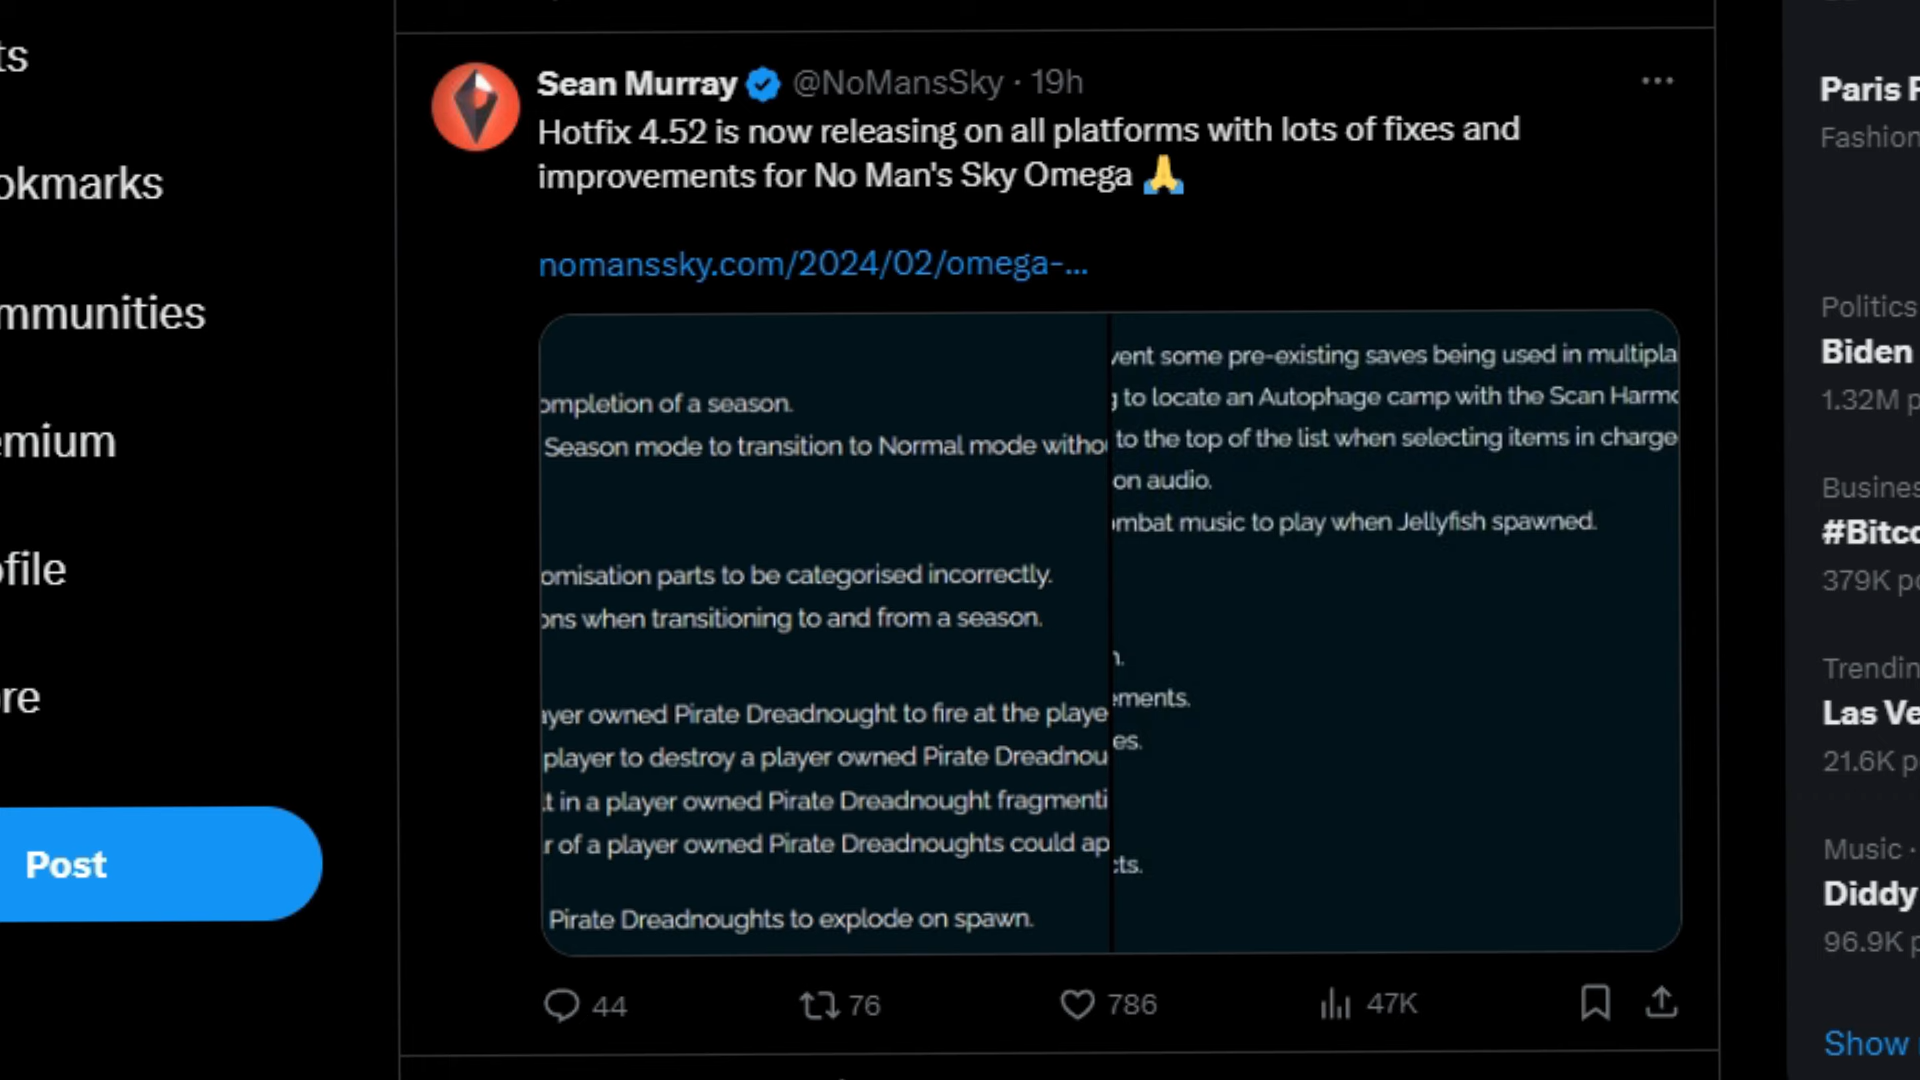 ts
okmarks
mmunities
emium
ofile
re
Post
Sean Murray @NoMansSky · 19h
Hotfix 4.52 is now releasing on all platforms with lots of fixes and
improvements for No Man's Sky Omega 🙏
nomanssky.com/2024/02/omega-...
ompletion of a season.
Season mode to transition to Normal mode witho
omisation parts to be categorised incorrectly.
ons when transitioning to and from a season.
ayer owned Pirate Dreadnought to fire at the playe
player to destroy a player owned Pirate Dreadnou
t in a player owned Pirate Dreadnought fragmenti
r of a player owned Pirate Dreadnoughts could ap
Pirate Dreadnoughts to explode on spawn.
vent some pre-existing saves being used in multipla
g to locate an Autophage camp with the Scan Harmo
to the top of the list when selecting items in charge
on audio.
ombat music to play when Jellyfish spawned.
n.
ements.
es.
cts.
44 76 786 47K
Paris F
Fashion
Politics
Biden
1.32M p
Busines
#Bitco
379K po
Trendin
Las Ve
21.6K p
Music ·
Diddy
96.9K p
Show